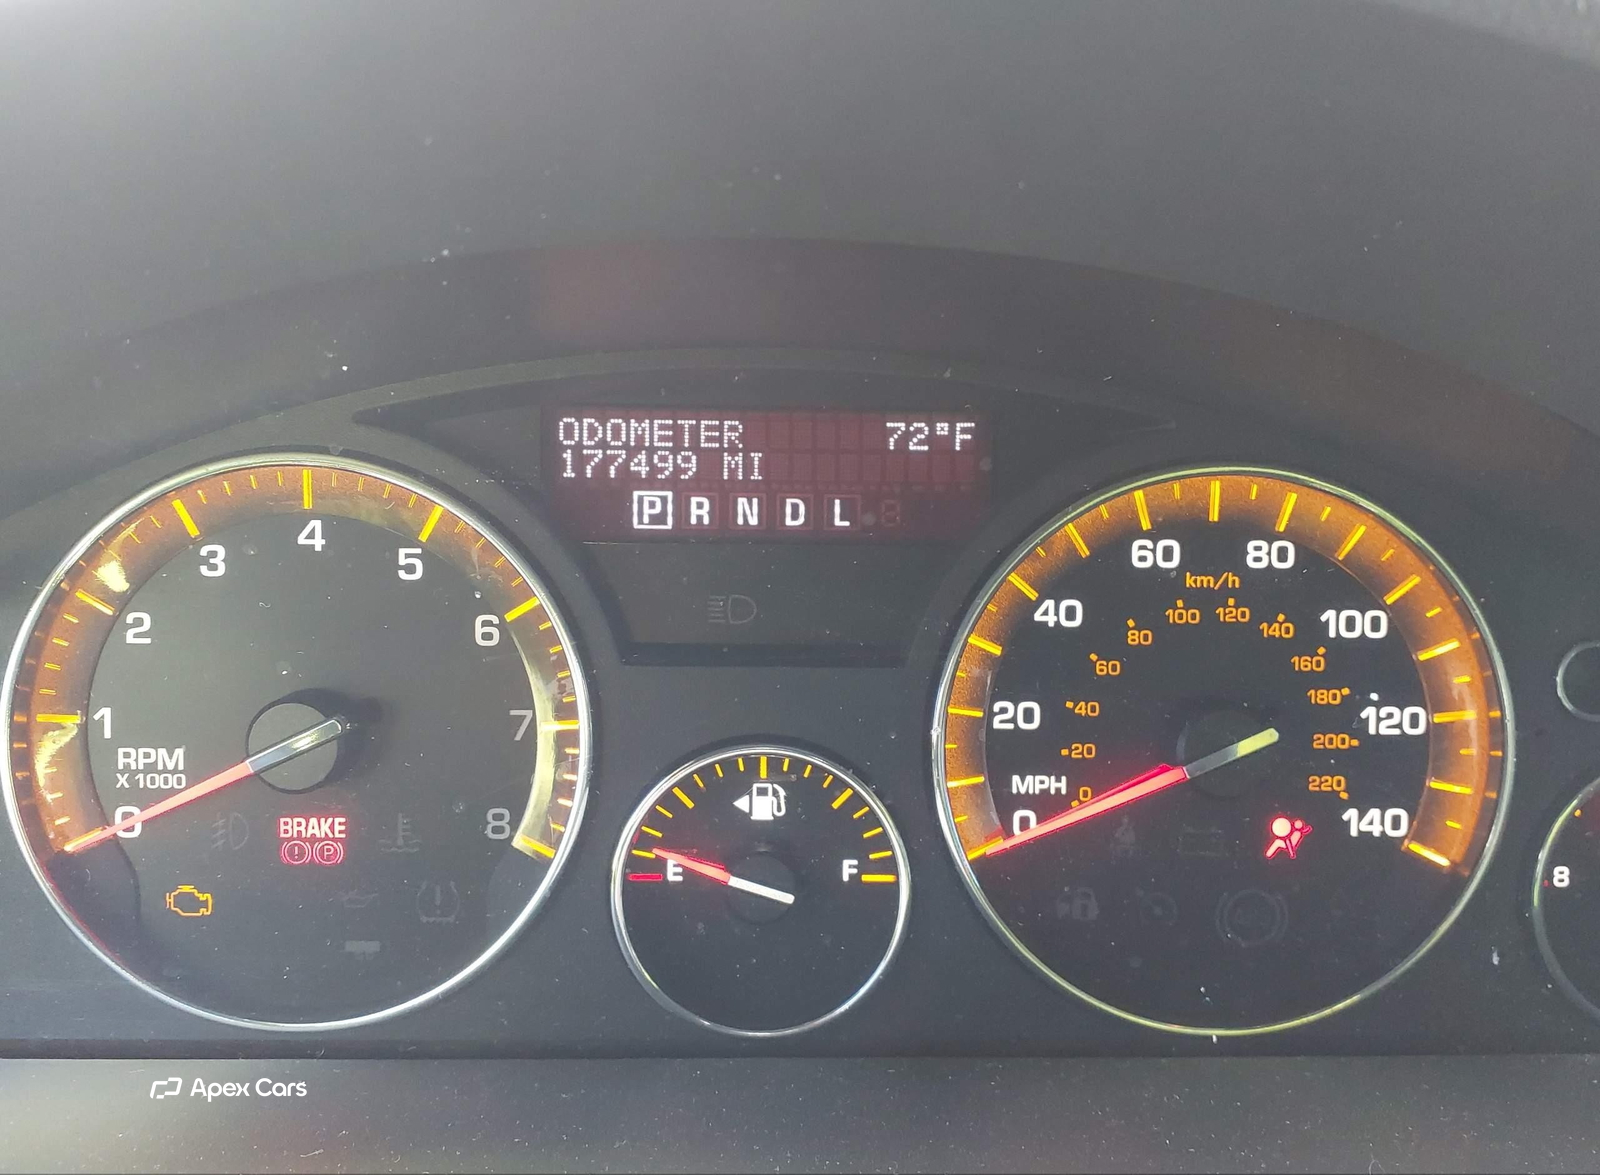 ODOMETER 72°F
177499 MI
P R N D L
0 1 2 3 4 5 6 7 8
RPM
X 1000
BRAKE
(!) (P)
E F
0 20 40 60 80 100 120 140
MPH
km/h
0 20 40 60 80 100 120 140 160 180 200 220
8
Apex Cars